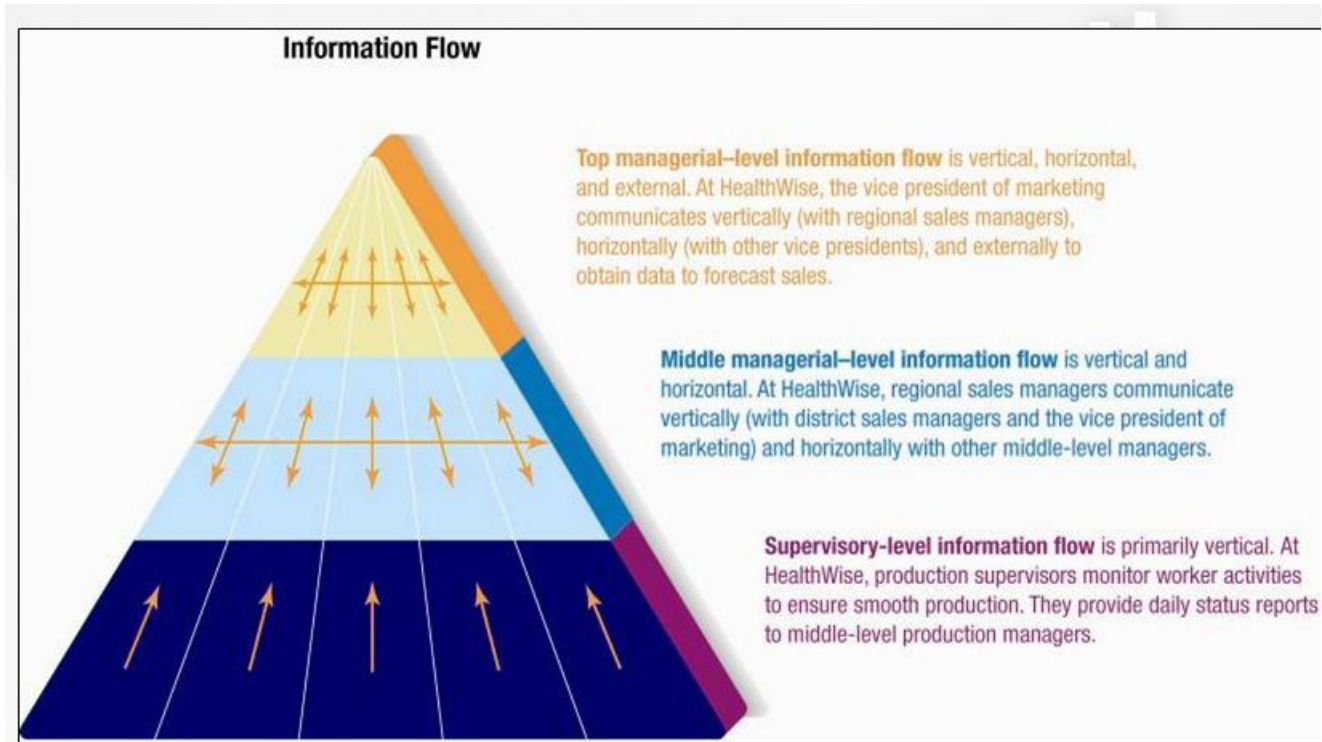 Information Flow
Top managerial–level information flow is vertical, horizontal,
and external. At HealthWise, the vice president of marketing
communicates vertically (with regional sales managers),
horizontally (with other vice presidents), and externally to
obtain data to forecast sales.
Middle managerial–level information flow is vertical and
horizontal. At HealthWise, regional sales managers communicate
vertically (with district sales managers and the vice president of
marketing) and horizontally with other middle-level managers.
Supervisory-level information flow is primarily vertical. At
HealthWise, production supervisors monitor worker activities
to ensure smooth production. They provide daily status reports
to middle-level production managers.